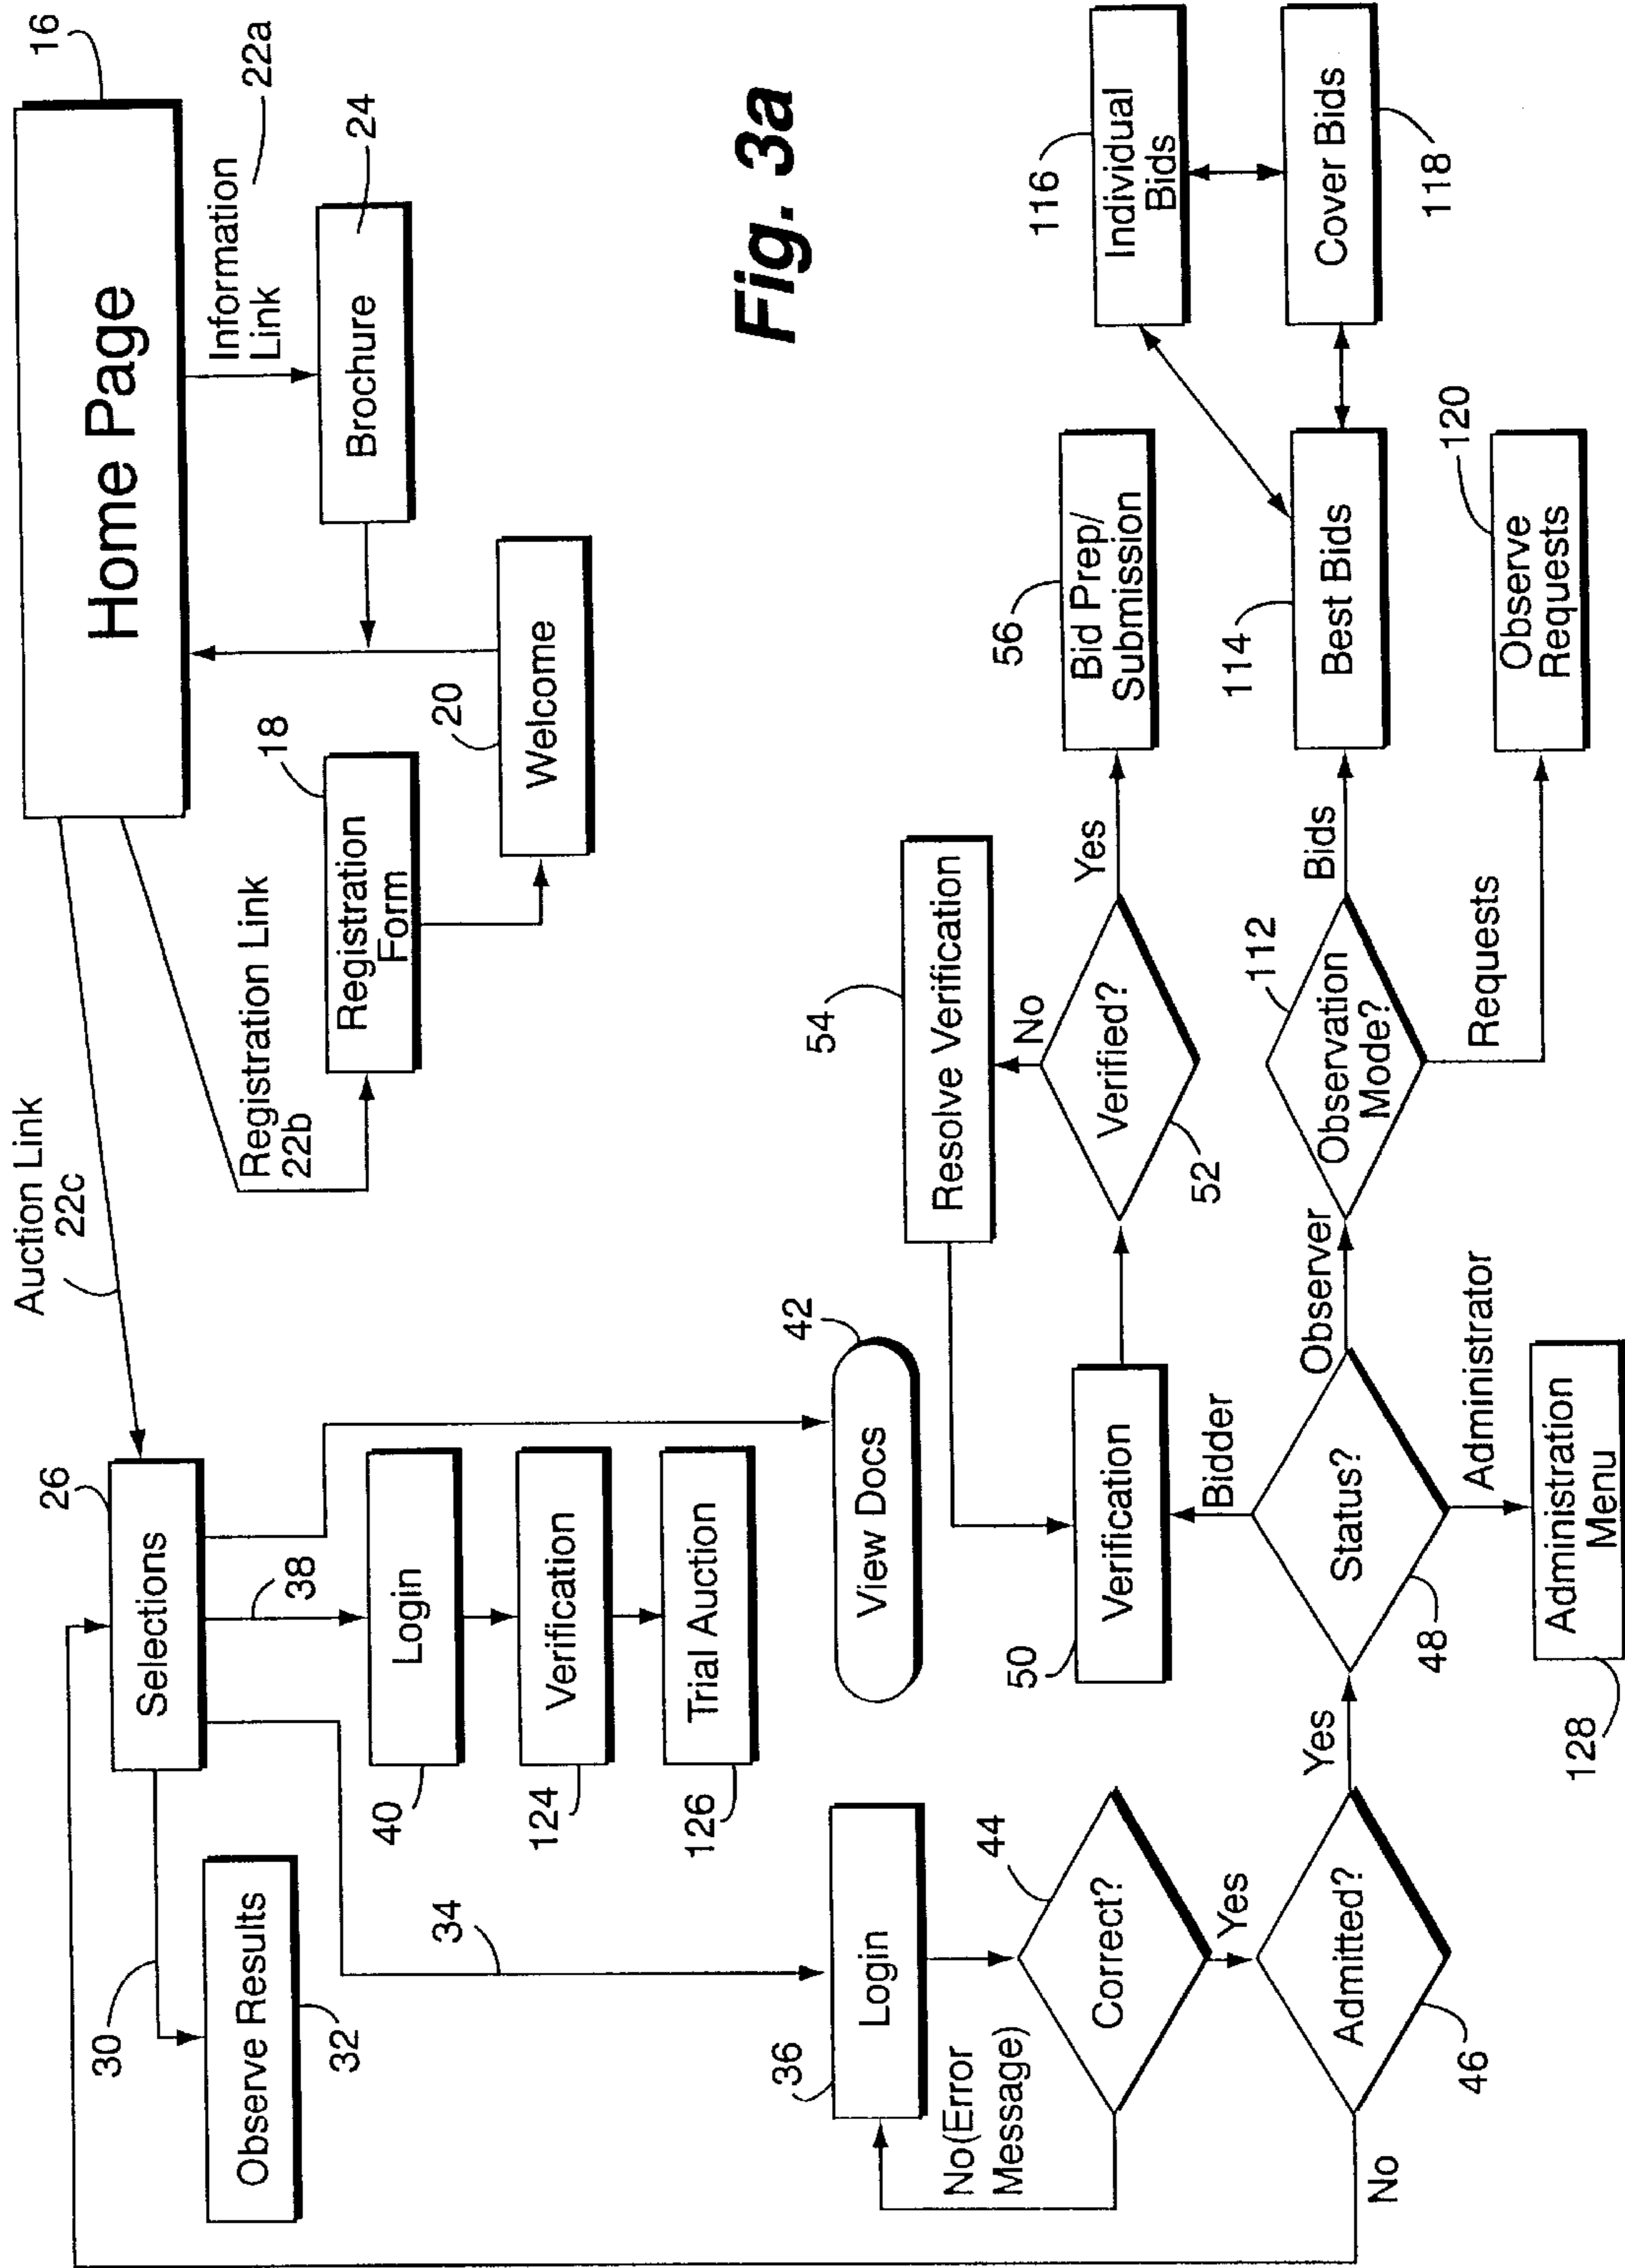 16
Home Page
Auction Link
22c
Information
Link
22a
Registration Link
22b
26
Selections
18
Registration
Form
Brochure
24
30
38
20
Welcome
Observe Results
32
34
40
Login
124
Verification
126
Trial Auction
42
View Docs
Fig. 3a
36
Login
No(Error
Message)
44
Correct?
Yes
54
Resolve Verification
50
Verification
No
Verified?
52
Yes
56
Bid Prep/
Submission
116
Individual
Bids
Bidder
No
Admitted?
46
Yes
Status?
48
Observer
Observation
Mode?
112
Bids
114
Best Bids
Cover Bids
118
Administrator
Requests
120
Observe
Requests
128
Administration
Menu